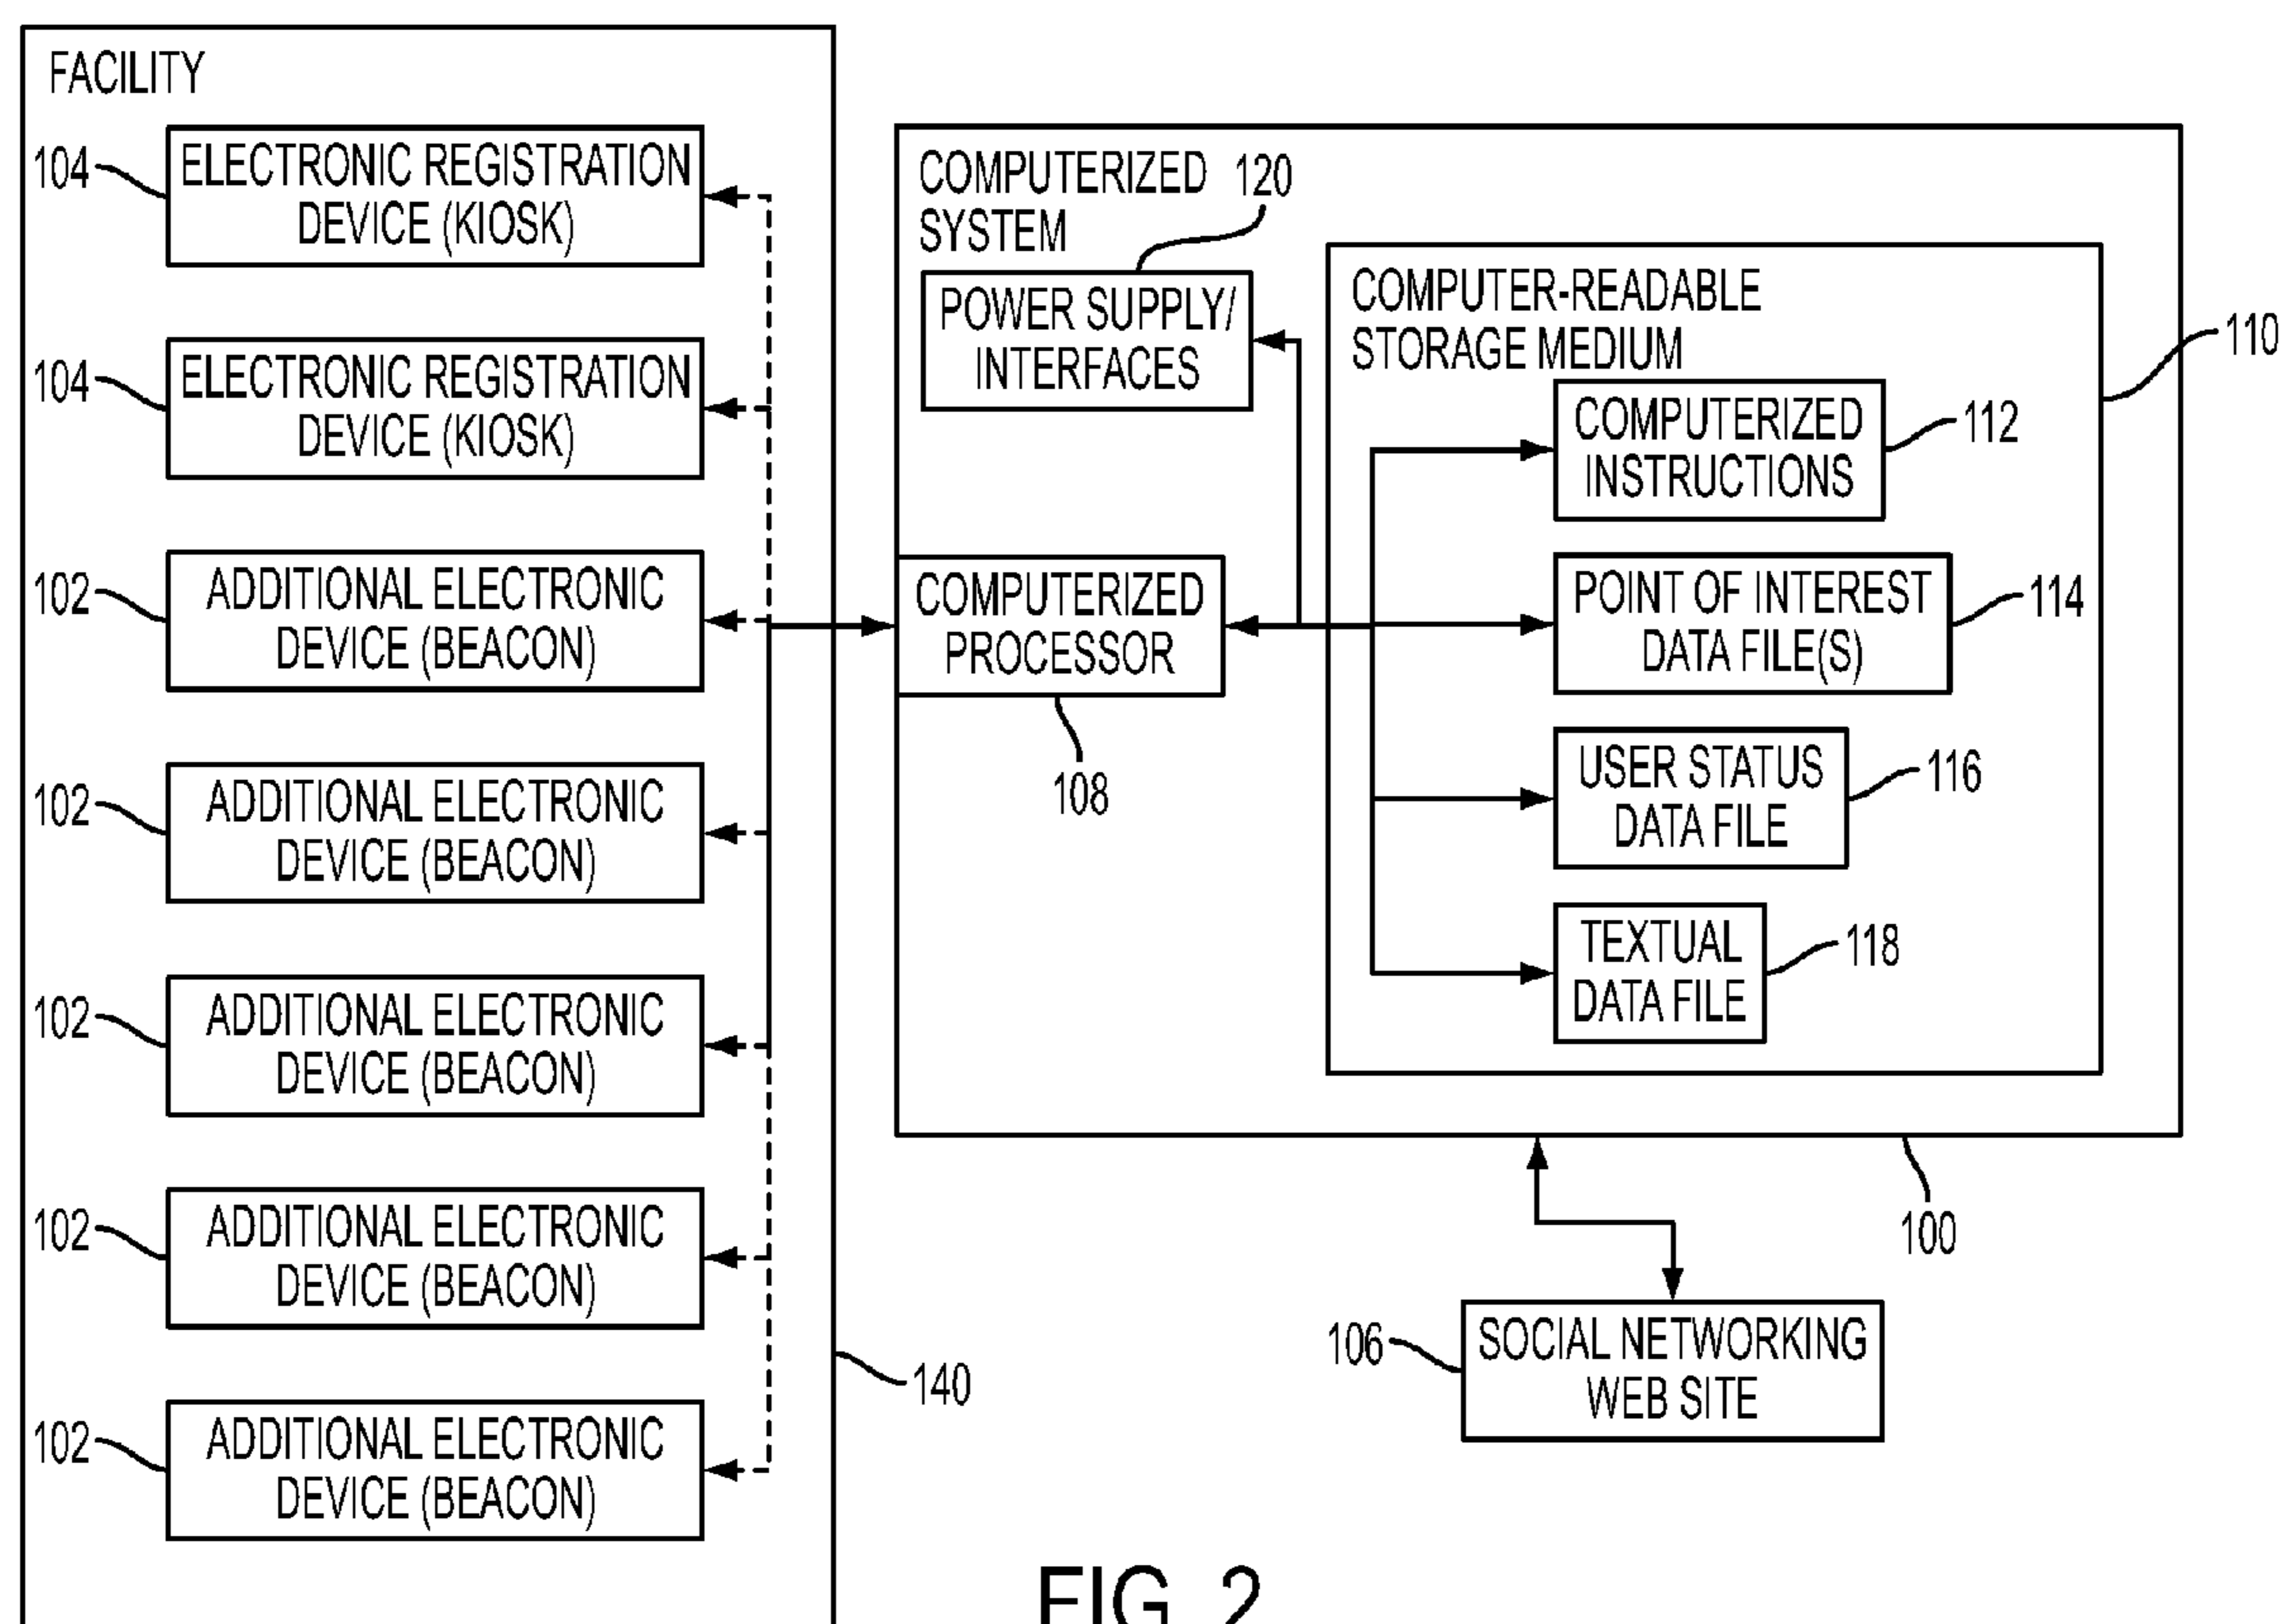 FACILITY
104
ELECTRONIC REGISTRATION
DEVICE (KIOSK)
104
ELECTRONIC REGISTRATION
DEVICE (KIOSK)
102
ADDITIONAL ELECTRONIC
DEVICE (BEACON)
102
ADDITIONAL ELECTRONIC
DEVICE (BEACON)
102
ADDITIONAL ELECTRONIC
DEVICE (BEACON)
102
ADDITIONAL ELECTRONIC
DEVICE (BEACON)
102
ADDITIONAL ELECTRONIC
DEVICE (BEACON)
140
COMPUTERIZED
SYSTEM
120
POWER SUPPLY/
INTERFACES
COMPUTERIZED
PROCESSOR
108
COMPUTER-READABLE
STORAGE MEDIUM
110
COMPUTERIZED
INSTRUCTIONS
112
POINT OF INTEREST
DATA FILE(S)
114
USER STATUS
DATA FILE
116
TEXTUAL
DATA FILE
118
100
106
SOCIAL NETWORKING
WEB SITE
FIG. 2